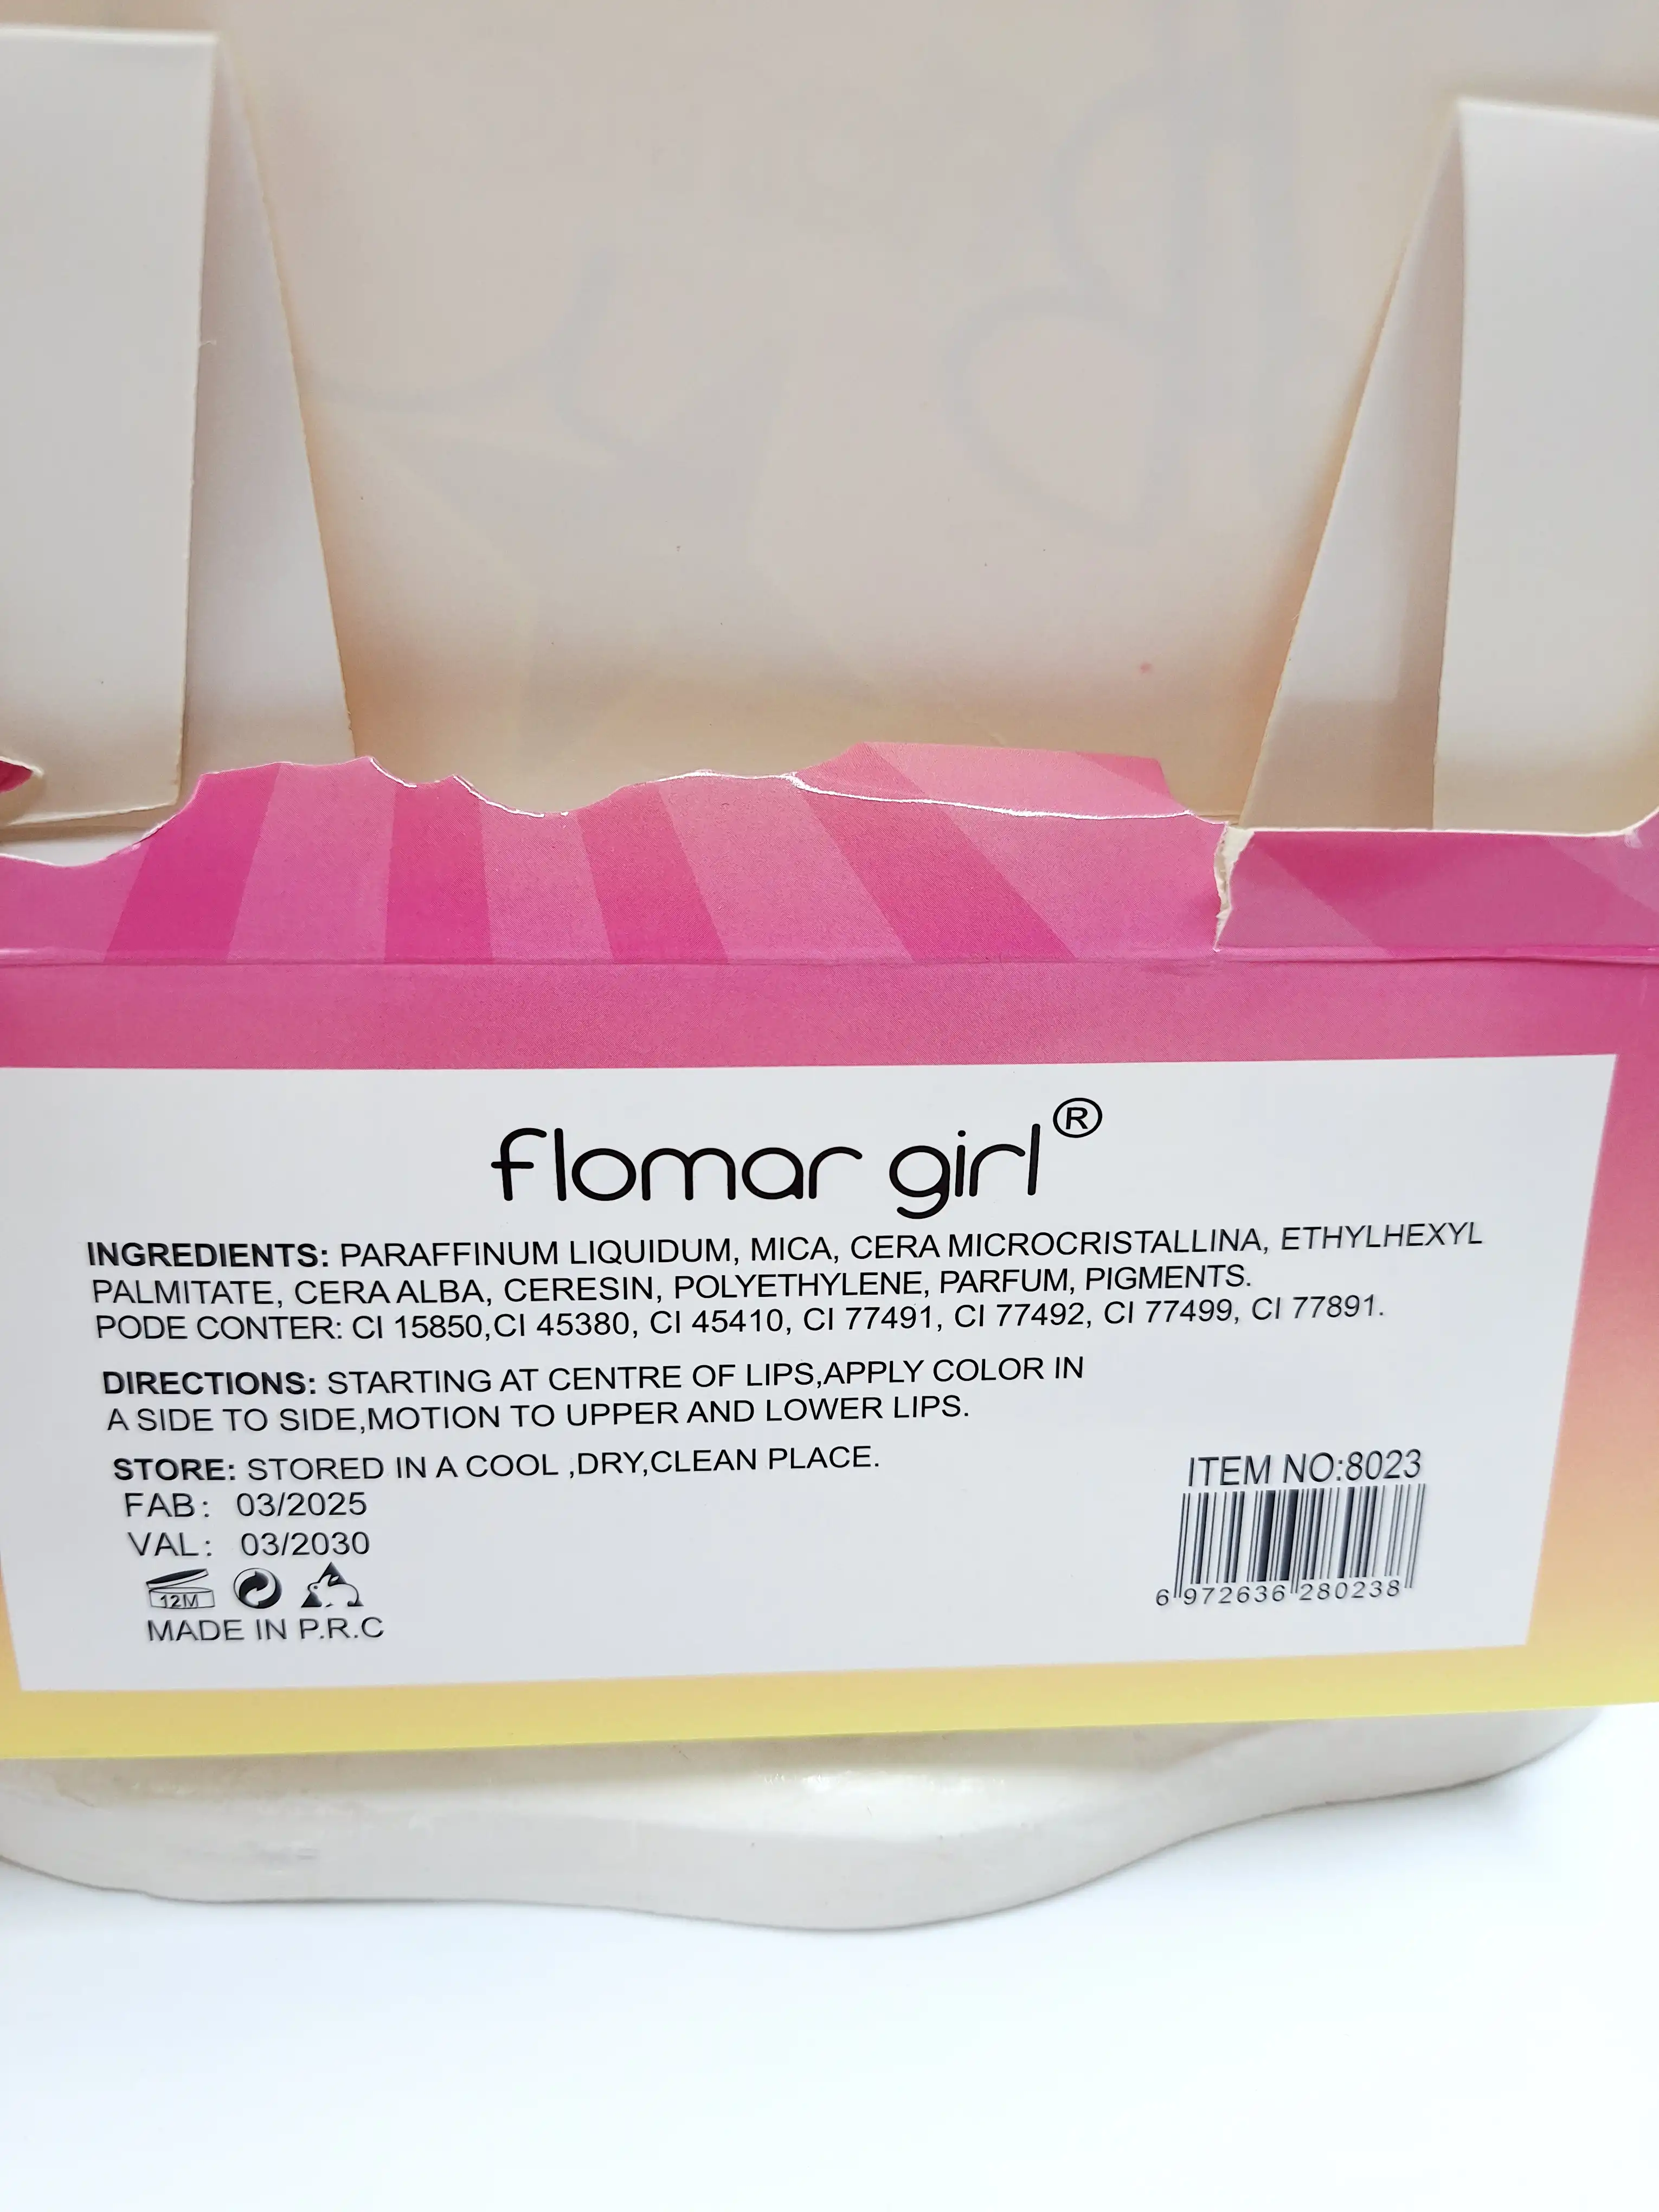 flomar girl®
INGREDIENTS: PARAFFINUM LIQUIDUM, MICA, CERA MICROCRISTALLINA, ETHYLHEXYL
PALMITATE, CERA ALBA, CERESIN, POLYETHYLENE, PARFUM, PIGMENTS.
PODE CONTER: CI 15850,CI 45380, CI 45410, CI 77491, CI 77492, CI 77499, CI 77891.
DIRECTIONS: STARTING AT CENTRE OF LIPS,APPLY COLOR IN
A SIDE TO SIDE,MOTION TO UPPER AND LOWER LIPS.
STORE: STORED IN A COOL ,DRY,CLEAN PLACE.
FAB: 03/2025
VAL: 03/2030
12M
MADE IN P.R.C
ITEM NO:8023
6 972636 280238